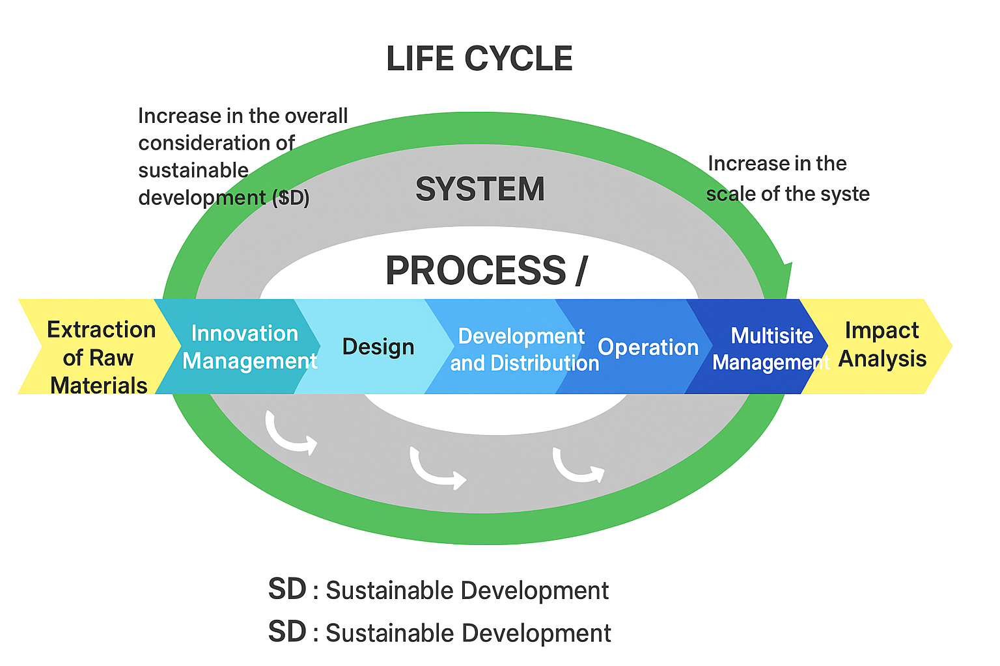 LIFE CYCLE
Increase in the overall
consideration of
sustainable
development ($D)
Increase in the
scale of the syste
SYSTEM
PROCESS /
Extraction
of Raw
Materials
Innovation
Management
Design
Development
and Distribution
Operation
Multisite
Management
Impact
Analysis
SD : Sustainable Development
SD : Sustainable Development